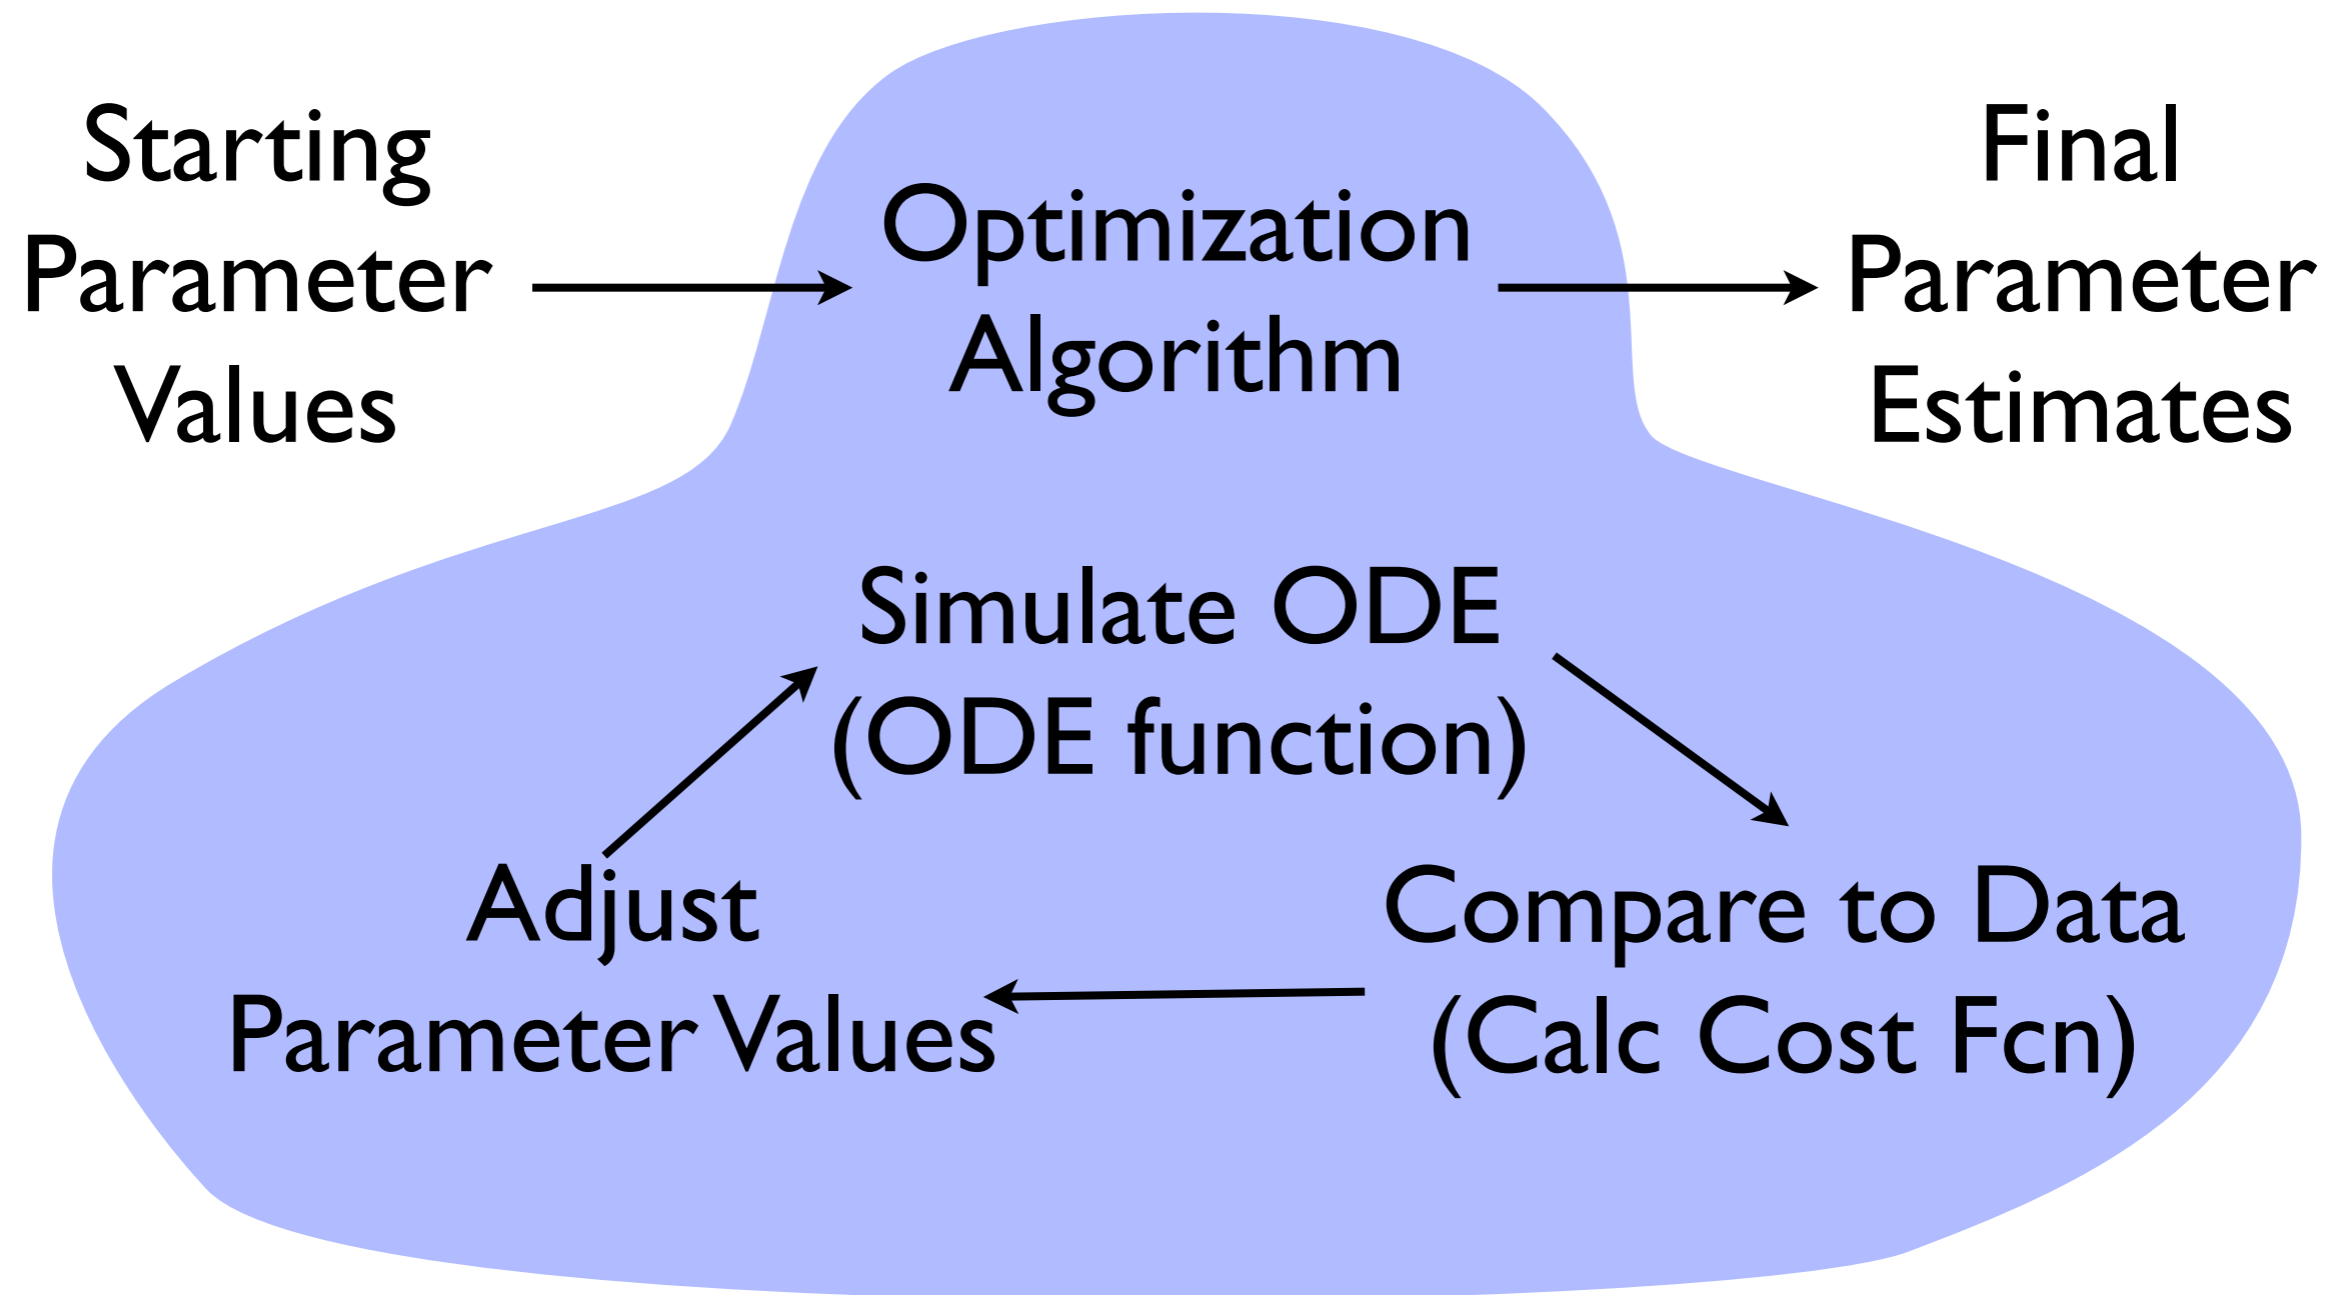 Starting
Parameter
Values
Optimization
Algorithm
Final
Parameter
Estimates
Simulate ODE
(ODE function)
Adjust
Parameter Values
Compare to Data
(Calc Cost Fcn)